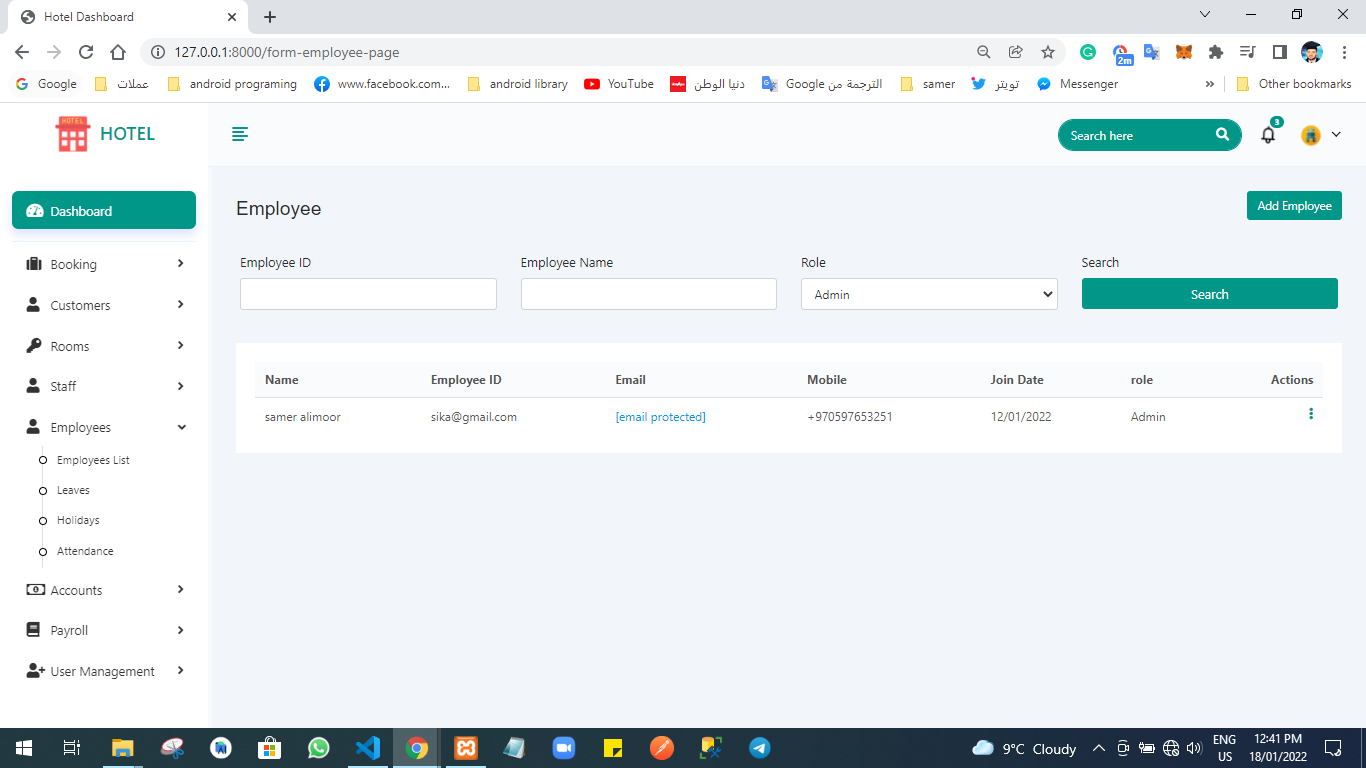 Hotel Dashboard
127.0.0.1:8000/form-employee-page
2m
Google
عملات
android programing
www.facebook.com...
android library
YouTube
دنيا الوطن
الترجمة من Google
samer
تويتر
Messenger
»
Other bookmarks
HOTEL
HOTEL
Search here
3
Dashboard
Booking
Customers
Rooms
Staff
Employees
Employees List
Leaves
Holidays
Attendance
Accounts
Payroll
User Management
Employee
Add Employee
Employee ID Employee Name Role Search
Admin Search
Name Employee ID Email Mobile Join Date role Actions
samer alimoor sika@gmail.com [email protected] +970597653251 12/01/2022 Admin
9°C Cloudy
ENG
US
12:41 PM
18/01/2022